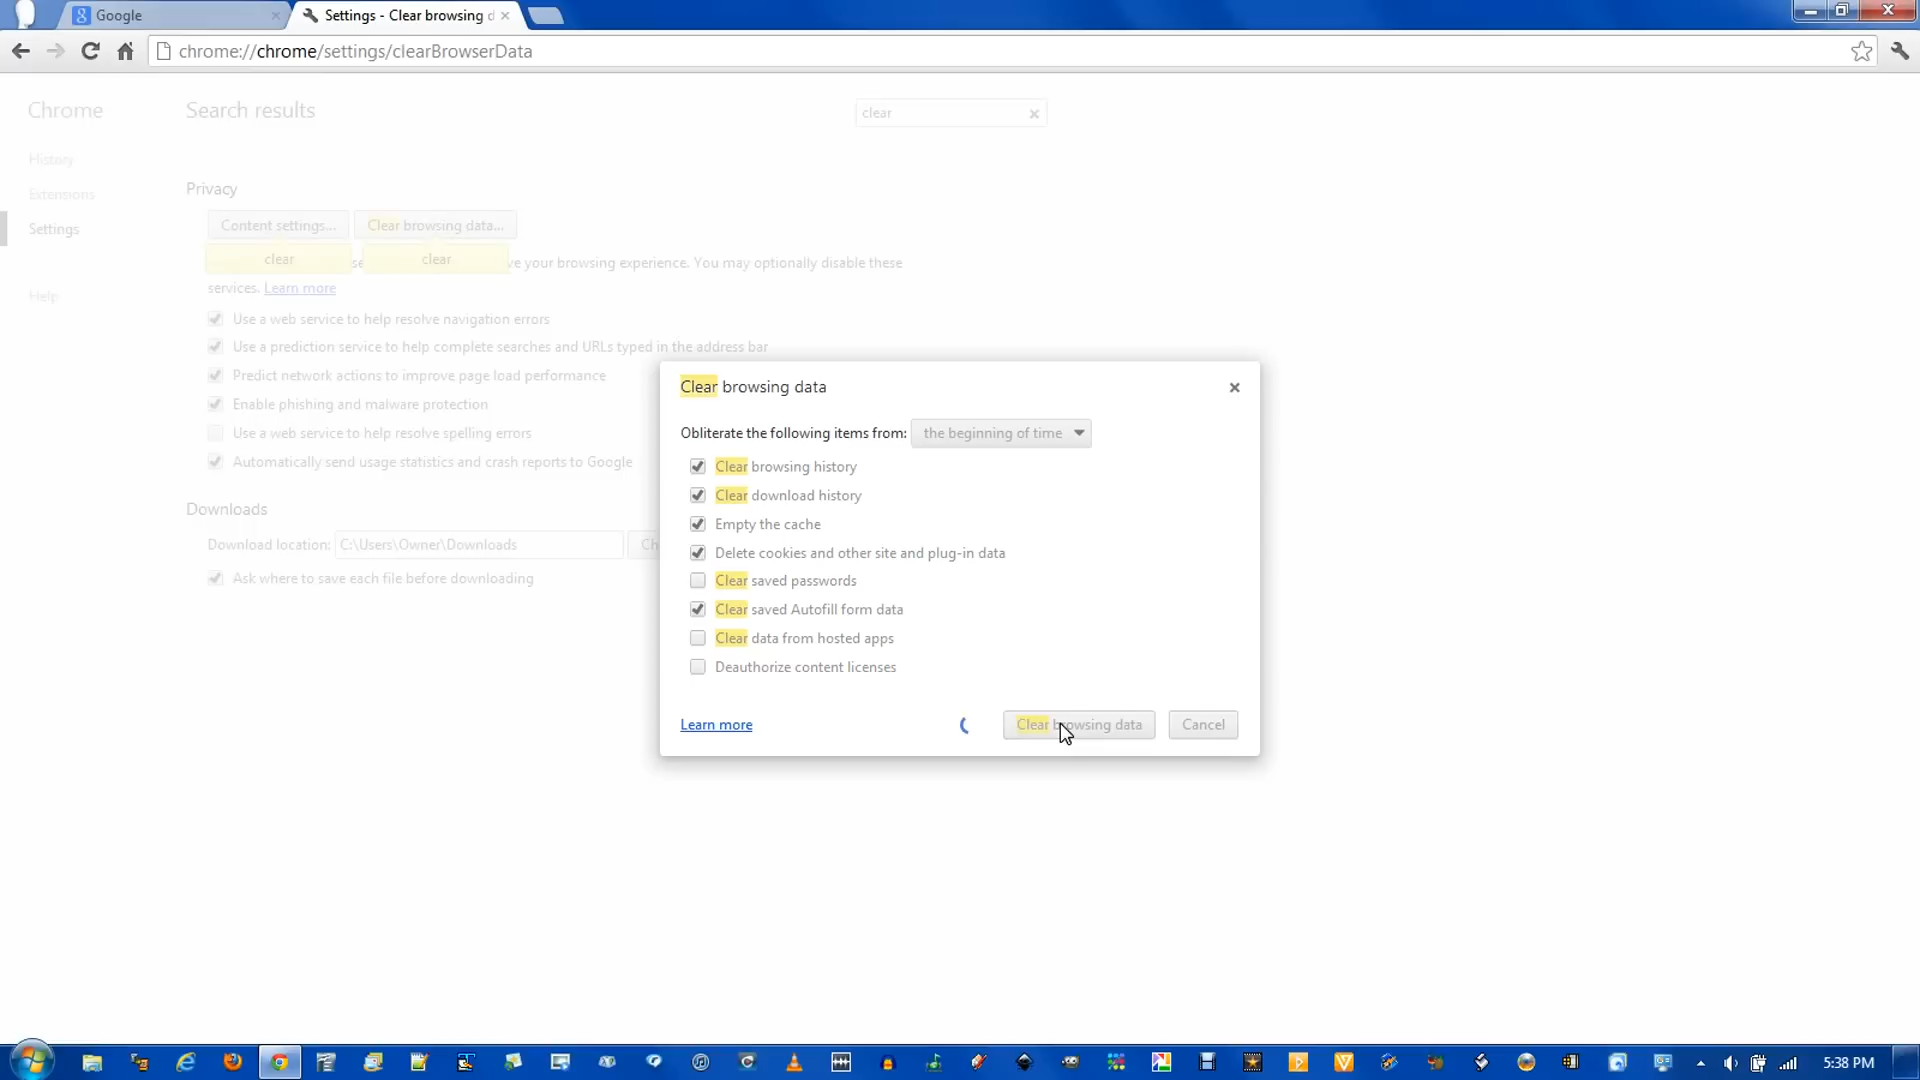 Google
Settings - Clear browsing d
chrome://chrome/settings/clearBrowserData
Chrome
Search results
clear
History
Extensions
Settings
Help
Privacy
Content settings...
Clear browsing data...
clear
clear
ve your browsing experience. You may optionally disable these
services. Learn more
Use a web service to help resolve navigation errors
Use a prediction service to help complete searches and URLs typed in the address bar
Predict network actions to improve page load performance
Enable phishing and malware protection
Use a web service to help resolve spelling errors
Automatically send usage statistics and crash reports to Google
Downloads
Download location: C:\Users\Owner\Downloads
Ask where to save each file before downloading
Clear browsing data
Obliterate the following items from: the beginning of time
Clear browsing history
Clear download history
Empty the cache
Delete cookies and other site and plug-in data
Clear saved passwords
Clear saved Autofill form data
Clear data from hosted apps
Deauthorize content licenses
Learn more
Clear browsing data
Cancel
5:38 PM